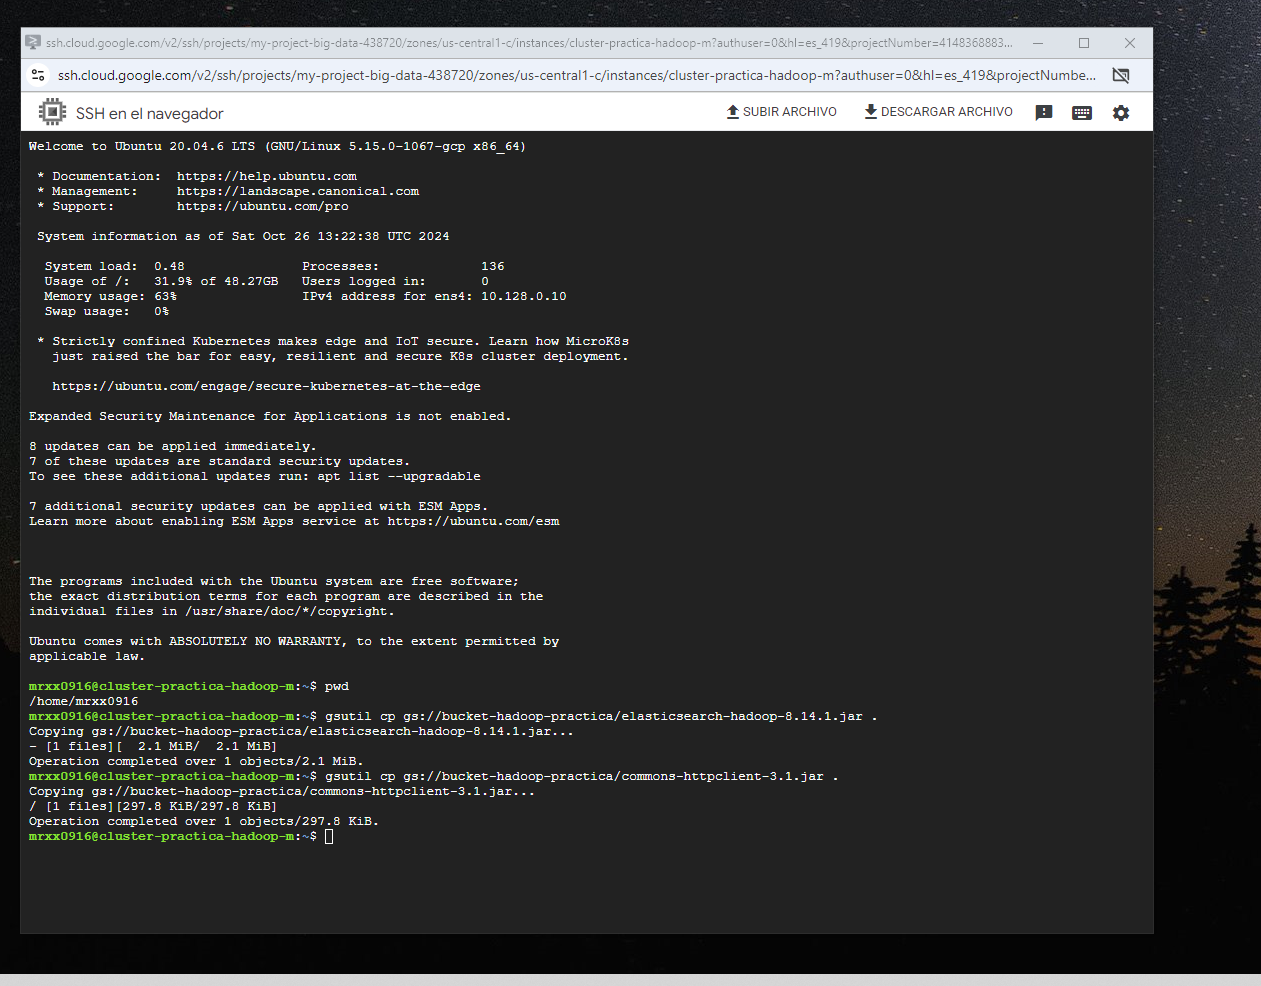 ssh.cloud.google.com/v2/ssh/projects/my-project-big-data-438720/zones/us-central1-c/instances/cluster-practica-hadoop-m?authuser=0&hl=es_419&projectNumber=4148368883...
ssh.cloud.google.com/v2/ssh/projects/my-project-big-data-438720/zones/us-central1-c/instances/cluster-practica-hadoop-m?authuser=0&hl=es_419&projectNumbe...
SSH en el navegador SUBIR ARCHIVO DESCARGAR ARCHIVO
Welcome to Ubuntu 20.04.6 LTS (GNU/Linux 5.15.0-1067-gcp x86_64)
* Documentation: https://help.ubuntu.com
* Management: https://landscape.canonical.com
* Support: https://ubuntu.com/pro
System information as of Sat Oct 26 13:22:38 UTC 2024
System load: 0.48 Processes: 136
Usage of /: 31.9% of 48.27GB Users logged in: 0
Memory usage: 63% IPv4 address for ens4: 10.128.0.10
Swap usage: 0%
* Strictly confined Kubernetes makes edge and IoT secure. Learn how MicroK8s
just raised the bar for easy, resilient and secure K8s cluster deployment.
https://ubuntu.com/engage/secure-kubernetes-at-the-edge
Expanded Security Maintenance for Applications is not enabled.
8 updates can be applied immediately.
7 of these updates are standard security updates.
To see these additional updates run: apt list --upgradable
7 additional security updates can be applied with ESM Apps.
Learn more about enabling ESM Apps service at https://ubuntu.com/esm
The programs included with the Ubuntu system are free software;
the exact distribution terms for each program are described in the
individual files in /usr/share/doc/*/copyright.
Ubuntu comes with ABSOLUTELY NO WARRANTY, to the extent permitted by
applicable law.
mrxx0916@cluster-practica-hadoop-m:~$ pwd
/home/mrxx0916
mrxx0916@cluster-practica-hadoop-m:~$ gsutil cp gs://bucket-hadoop-practica/elasticsearch-hadoop-8.14.1.jar .
Copying gs://bucket-hadoop-practica/elasticsearch-hadoop-8.14.1.jar...
- [1 files][ 2.1 MiB/ 2.1 MiB]
Operation completed over 1 objects/2.1 MiB.
mrxx0916@cluster-practica-hadoop-m:~$ gsutil cp gs://bucket-hadoop-practica/commons-httpclient-3.1.jar .
Copying gs://bucket-hadoop-practica/commons-httpclient-3.1.jar...
/ [1 files][297.8 KiB/297.8 KiB]
Operation completed over 1 objects/297.8 KiB.
mrxx0916@cluster-practica-hadoop-m:~$